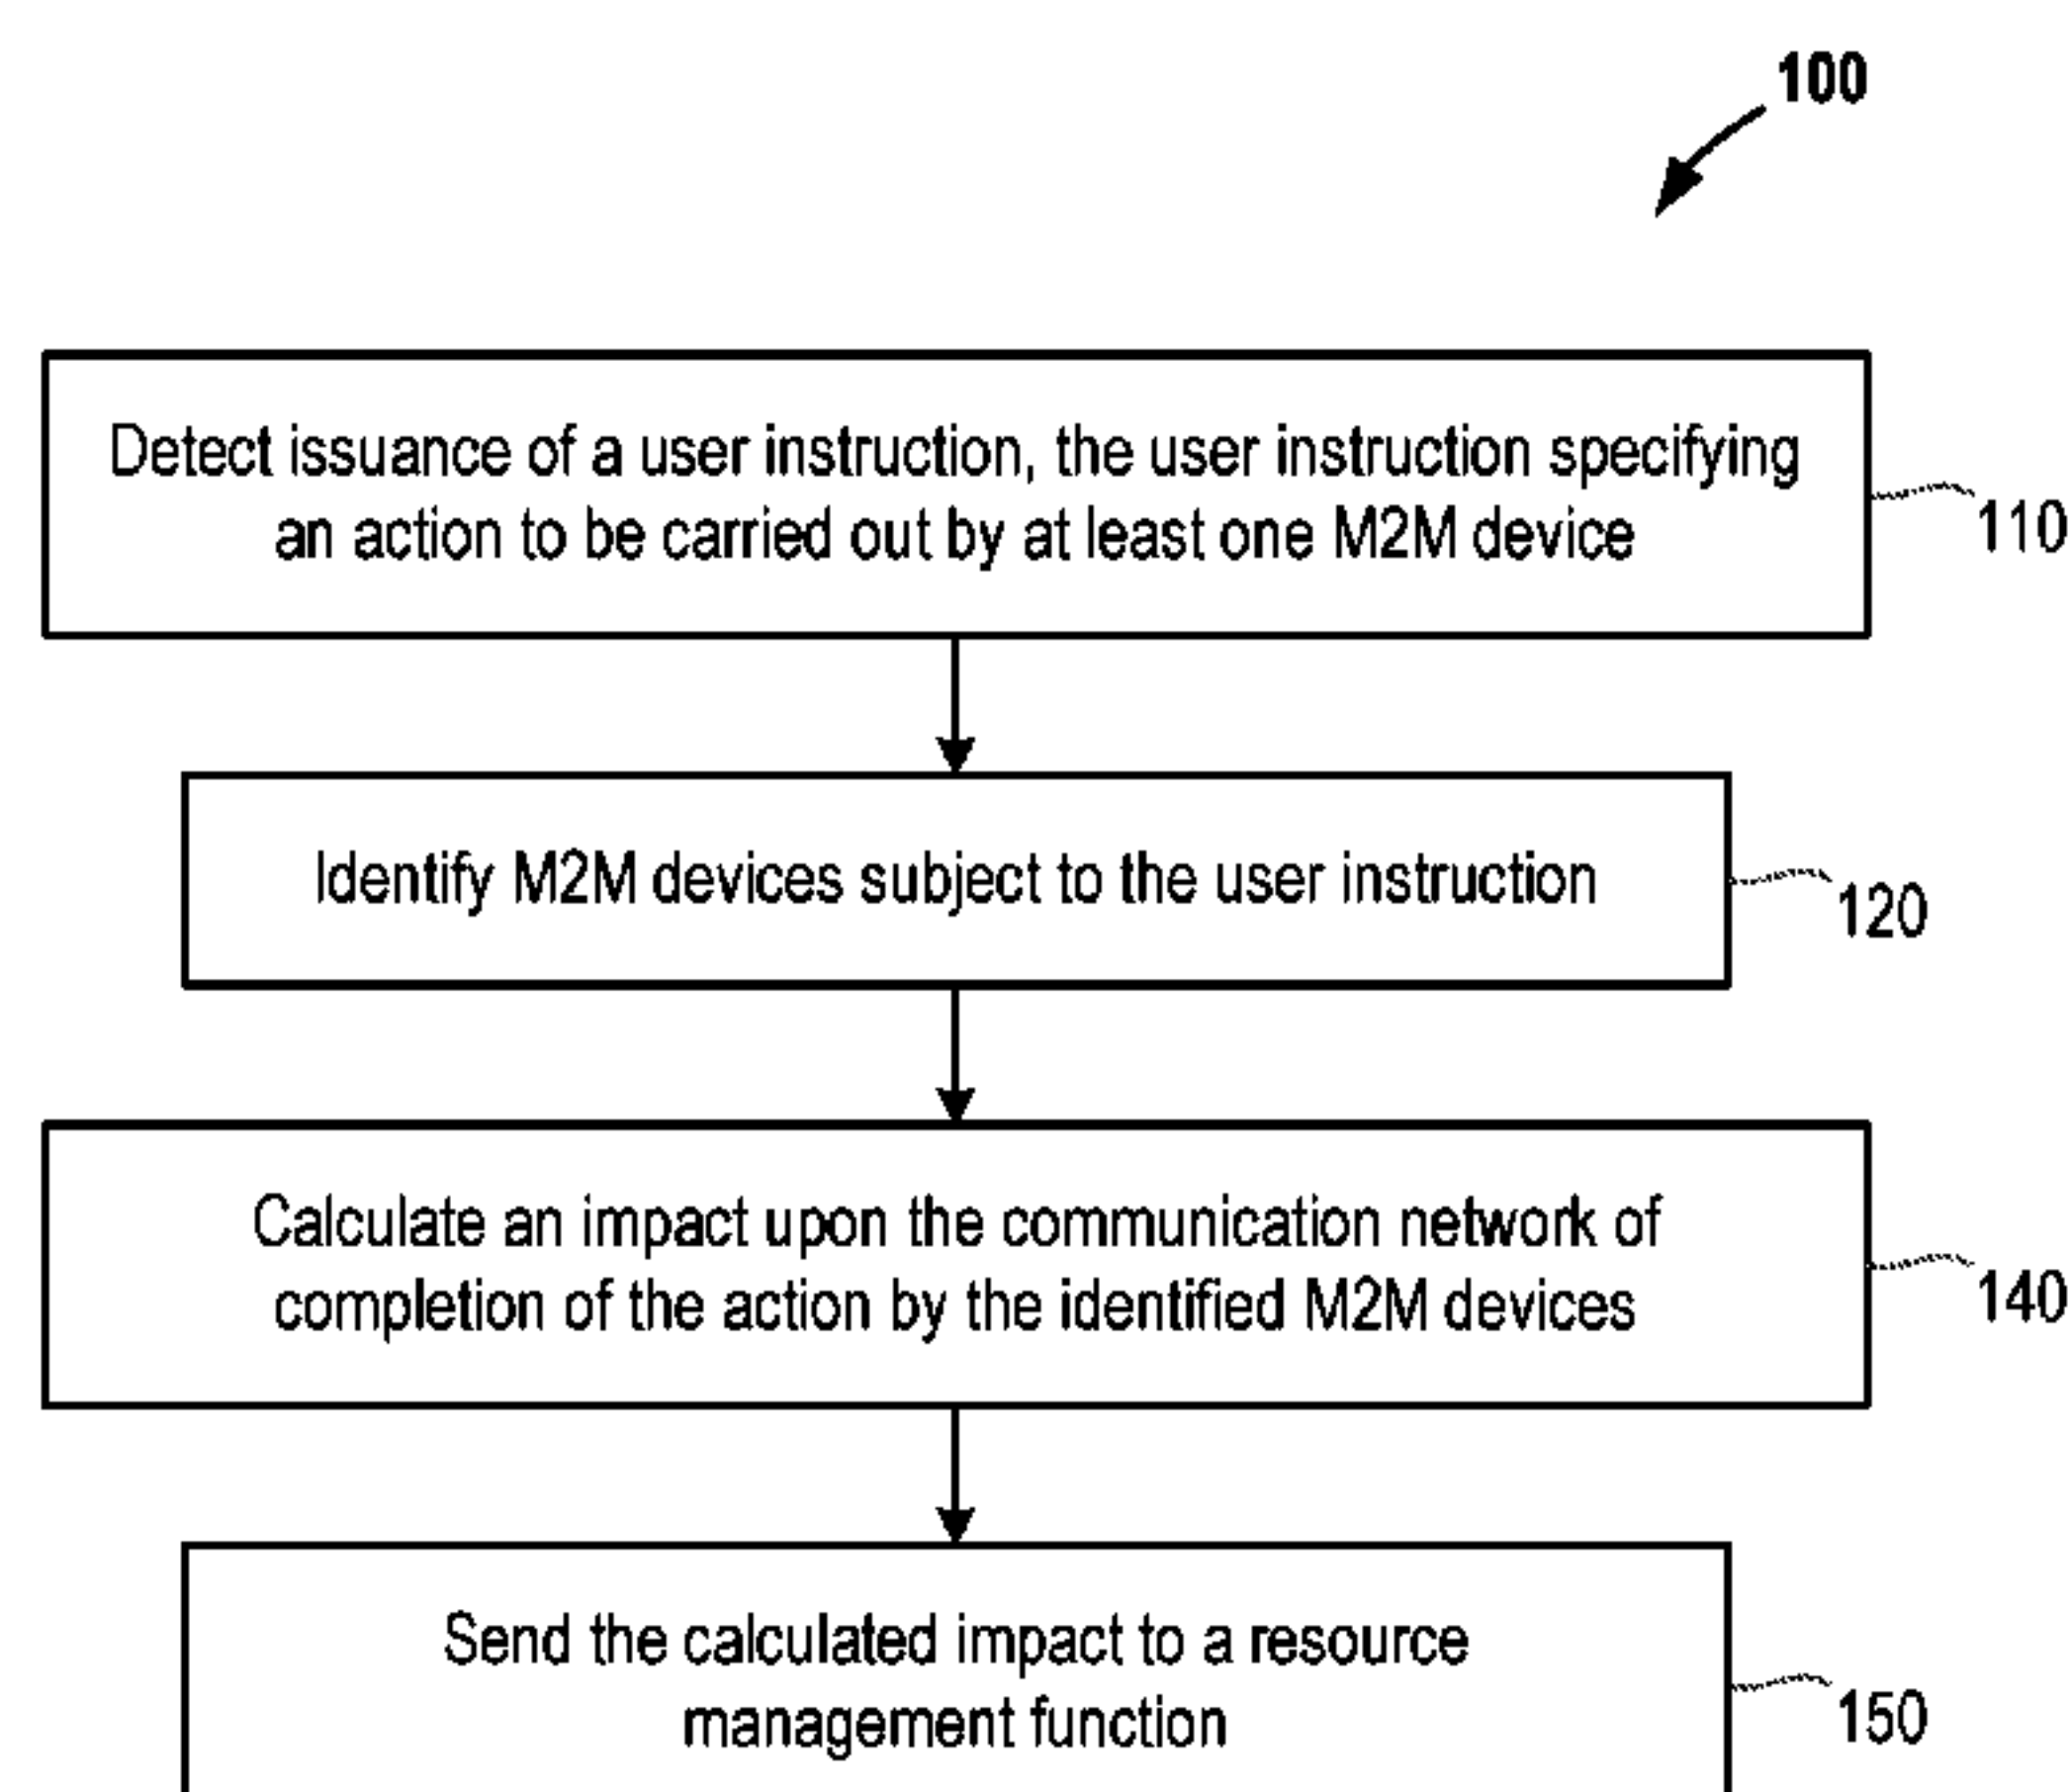 100
Detect issuance of a user instruction, the user instruction specifying
an action to be carried out by at least one M2M device
110
Identify M2M devices subject to the user instruction
120
Calculate an impact upon the communication network of
completion of the action by the identified M2M devices
140
Send the calculated impact to a resource
management function
150